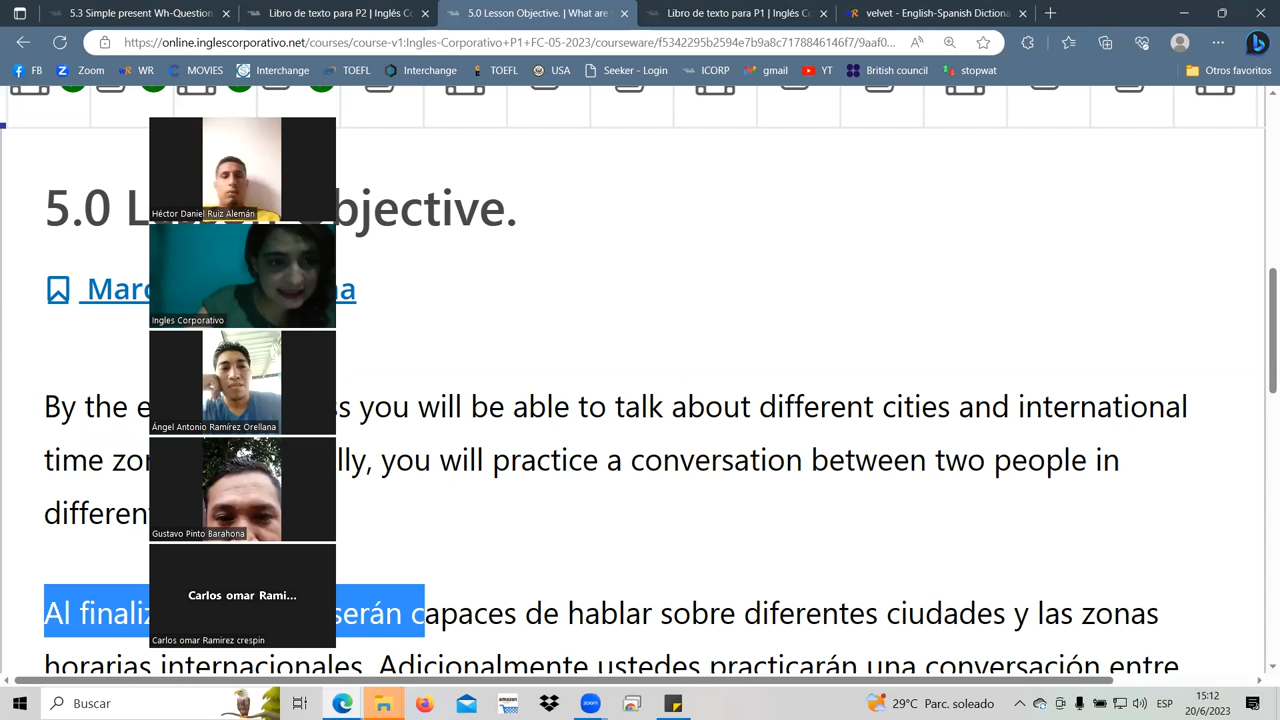 5.3 Simple present Wh-Question
Libro de texto para P2 | Inglés Co
5.0 Lesson Objective. | What are
Libro de texto para P1 | Inglés Co
velvet - English-Spanish Dictiona
https://online.inglescorporativo.net/courses/course-v1:Ingles-Corporativo+P1+FC-05-2023/courseware/f5342295b2594e7b9a8c7178846146f7/9aaf0...
FB
Zoom
WR
MOVIES
Interchange
TOEFL
Interchange
TOEFL
USA
Seeker - Login
ICORP
gmail
YT
British council
stopwat
Otros favoritos
5.0 L bjective.
Marc na
By the e s you will be able to talk about different cities and international
time zo lly, you will practice a conversation between two people in
different
Al finaliz serán capaces de hablar sobre diferentes ciudades y las zonas
horarias internacionales. Adicionalmente ustedes practicarán una conversación entre
Héctor Daniel Ruiz Alemán
Ingles Corporativo
Ángel Antonio Ramírez Orellana
Gustavo Pinto Barahona
Carlos omar Rami...
Carlos omar Ramirez crespin
Buscar
29°C Parc. soleado
ESP
15:12
20/6/2023